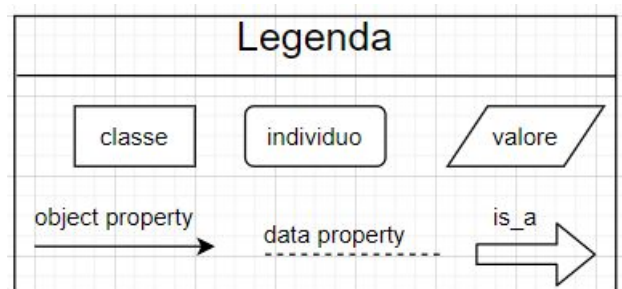 Legenda
classe individuo valore
object property data property is_a